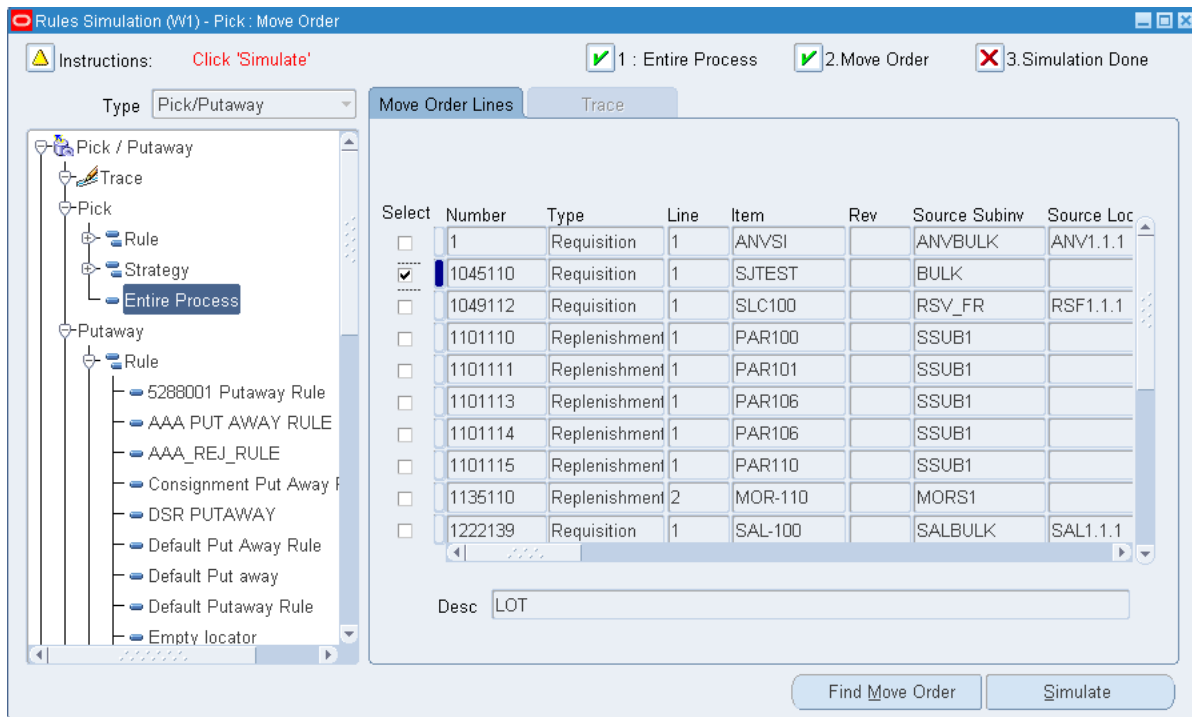 Rules Simulation (W1) - Pick : Move Order
Instructions: Click 'Simulate' 1 : Entire Process 2.Move Order 3.Simulation Done
Type Pick/Putaway
Pick / Putaway
Trace
Pick
Rule
Strategy
Entire Process
Putaway
Rule
5288001 Putaway Rule
AAA PUT AWAY RULE
AAA_REJ_RULE
Consignment Put Away
DSR PUTAWAY
Default Put Away Rule
Default Put away
Default Putaway Rule
Empty locator
Move Order Lines Trace
Select Number Type Line Item Rev Source Subinv Source Loc
1 Requisition 1 ANVSI ANVBULK ANV1.1.1
1045110 Requisition 1 SJTEST BULK
1049112 Requisition 1 SLC100 RSV_FR RSF1.1.1
1101110 Replenishment 1 PAR100 SSUB1
1101111 Replenishment 1 PAR101 SSUB1
1101113 Replenishment 1 PAR106 SSUB1
1101114 Replenishment 1 PAR106 SSUB1
1101115 Replenishment 1 PAR110 SSUB1
1135110 Replenishment 2 MOR-110 MORS1
1222139 Requisition 1 SAL-100 SALBULK SAL1.1.1
Desc LOT
Find Move Order Simulate